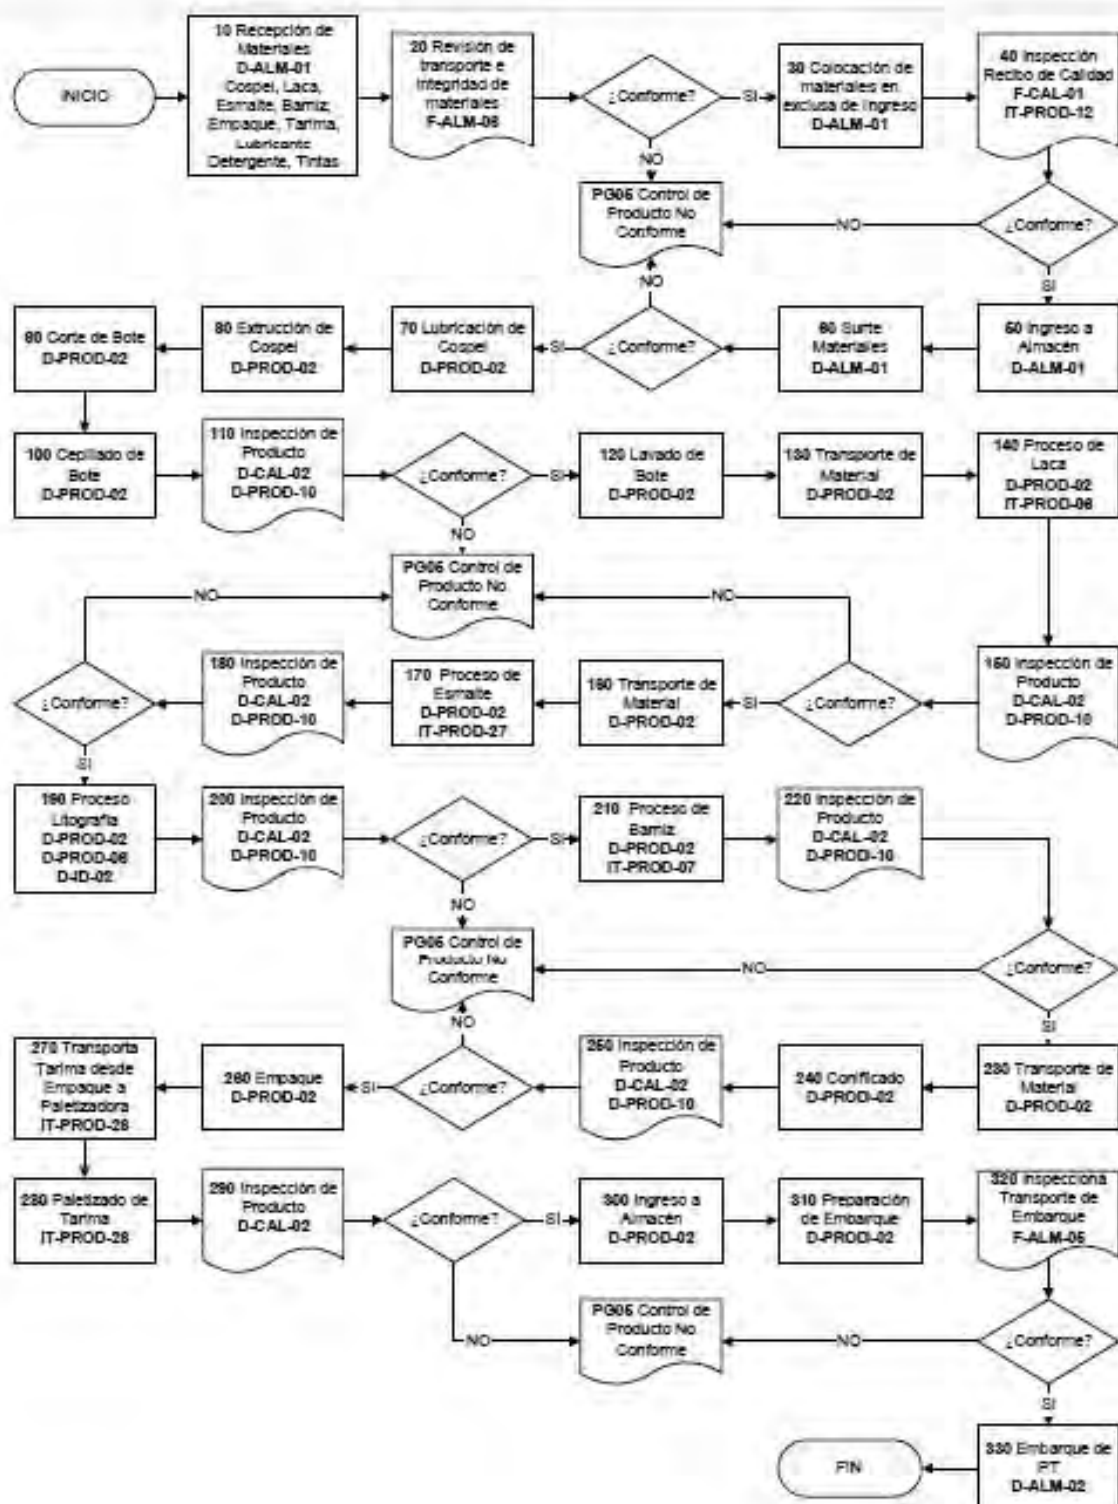 INICIO
10 Recepción de
Materiales
D-ALM-01
Cospel, Laca,
Esmalte, Barniz,
Empaque, Tarima,
Lubricante
Detergente, Tintas
20 Revisión de
transporte e
integridad de
materiales
F-ALM-06
¿Conforme?
SI
30 Colocación de
materiales en
exclusa de Ingreso
D-ALM-01
40 Inspección
Recibo de Calidad
F-CAL-01
IT-PROD-12
NO
PG05 Control de
Producto No
Conforme
NO
¿Conforme?
NO
SI
60 Corte de Bote
D-PROD-02
80 Extrucción de
Cospel
D-PROD-02
70 Lubricación de
Cospel
D-PROD-02
SI
¿Conforme?
60 Surte
Materiales
D-ALM-01
50 Ingreso a
Almacén
D-ALM-01
100 Cepillado de
Bote
D-PROD-02
110 Inspección de
Producto
D-CAL-02
D-PROD-10
¿Conforme?
SI
120 Lavado de
Bote
D-PROD-02
130 Transporte de
Material
D-PRODI-02
140 Proceso de
Laca
D-PROD-02
IT-PROD-06
NO
PG05 Control de
Producto No
Conforme
NO
NO
¿Conforme?
180 Inspección de
Producto
D-CAL-02
D-PROD-10
170 Proceso de
Esmalte
D-PROD-02
IT-PROD-27
160 Transporte de
Material
D-PROD-02
SI
¿Conforme?
150 Inspección de
Producto
D-CAL-02
D-PROD-10
SI
190 Proceso
Litografía
D-PROD-02
D-PROD-06
D-ID-02
200 Inspección de
Producto
D-CAL-02
D-PROD-10
¿Conforme?
SI
210 Proceso de
Barniz
D-PROD-02
IT-PROD-07
220 Inspección de
Producto
D-CAL-02
D-PRODI-10
NO
PG05 Control de
Producto No
Conforme
NO
¿Conforme?
NO
SI
270 Transporta
Tarima desde
Empaque a
Paletizadora
IT-PROD-28
260 Empaque
D-PROD-02
SI
¿Conforme?
250 Inspección de
Producto
D-CAL-02
D-PROD-10
240 Conificado
D-PROD-02
230 Transporte de
Material
D-PROD-02
280 Paletizado de
Tarima
IT-PROD-28
290 Inspección de
Producto
D-CAL-02
¿Conforme?
SI
300 Ingreso a
Almacén
D-PROD-02
310 Preparación
de Embarque
D-PRODI-02
320 Inspecciona
Transporte de
Embarque
F-ALM-05
NO
PG05 Control de
Producto No
Conforme
NO
¿Conforme?
SI
FIN
330 Embarque de
PT
D-ALM-02